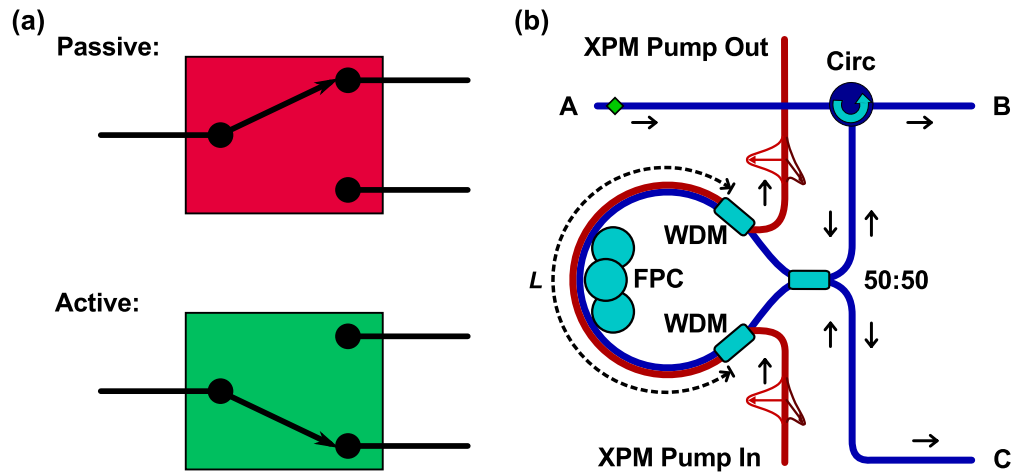 (a)
Passive:
Active:
(b)
XPM Pump Out
Circ
A
B
WDM
L
FPC
50:50
WDM
XPM Pump In
C